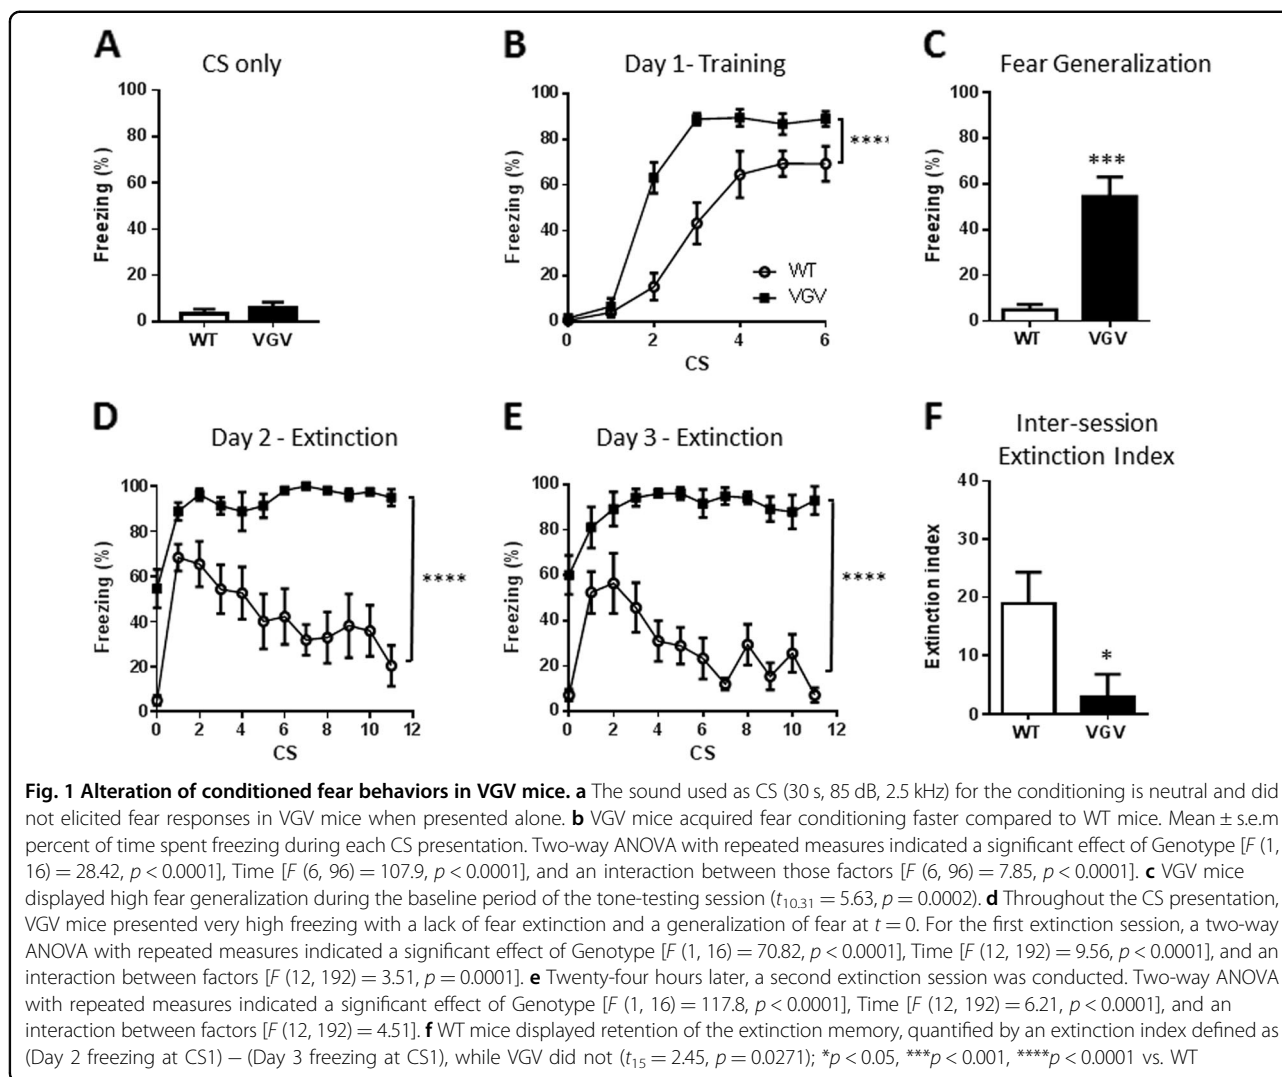 A
CS only
Freezing (%)
100
80
60
40
20
0
WT
VGV
B
Day 1- Training
Freezing (%)
100
80
60
40
20
0
****
WT
VGV
0
2
4
6
CS
C
Fear Generalization
Freezing (%)
100
80
60
40
20
0
***
WT
VGV
D
Day 2 - Extinction
Freezing (%)
100
80
60
40
20
0
****
0
2
4
6
8
10
12
CS
E
Day 3 - Extinction
Freezing (%)
100
80
60
40
20
0
****
0
2
4
6
8
10
12
CS
F
Inter-session
Extinction Index
Extinction index
40
30
20
10
0
*
WT
VGV
Fig. 1 Alteration of conditioned fear behaviors in VGV mice. a The sound used as CS (30 s, 85 dB, 2.5 kHz) for the conditioning is neutral and did
not elicited fear responses in VGV mice when presented alone. b VGV mice acquired fear conditioning faster compared to WT mice. Mean ± s.e.m
percent of time spent freezing during each CS presentation. Two-way ANOVA with repeated measures indicated a significant effect of Genotype [F (1,
16) = 28.42, p < 0.0001], Time [F (6, 96) = 107.9, p < 0.0001], and an interaction between those factors [F (6, 96) = 7.85, p < 0.0001]. c VGV mice
displayed high fear generalization during the baseline period of the tone-testing session (t10.31 = 5.63, p = 0.0002). d Throughout the CS presentation,
VGV mice presented very high freezing with a lack of fear extinction and a generalization of fear at t = 0. For the first extinction session, a two-way
ANOVA with repeated measures indicated a significant effect of Genotype [F (1, 16) = 70.82, p < 0.0001], Time [F (12, 192) = 9.56, p < 0.0001], and an
interaction between factors [F (12, 192) = 3.51, p = 0.0001]. e Twenty-four hours later, a second extinction session was conducted. Two-way ANOVA
with repeated measures indicated a significant effect of Genotype [F (1, 16) = 117.8, p < 0.0001], Time [F (12, 192) = 6.21, p < 0.0001], and an
interaction between factors [F (12, 192) = 4.51]. f WT mice displayed retention of the extinction memory, quantified by an extinction index defined as
(Day 2 freezing at CS1) − (Day 3 freezing at CS1), while VGV did not (t15 = 2.45, p = 0.0271); *p < 0.05, ***p < 0.001, ****p < 0.0001 vs. WT